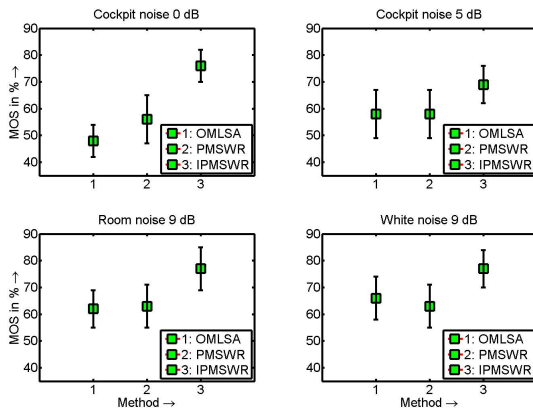 Cockpit noise 0 dB
MOS in % →
90
80
70
60
50
40
1 2 3
1: OMLSA
2: PMSWR
3: IPMSWR
Cockpit noise 5 dB
90
80
70
60
50
40
1 2 3
1: OMLSA
2: PMSWR
3: IPMSWR
Room noise 9 dB
MOS in % →
90
80
70
60
50
40
1 2 3
Method →
1: OMLSA
2: PMSWR
3: IPMSWR
White noise 9 dB
90
80
70
60
50
40
1 2 3
Method →
1: OMLSA
2: PMSWR
3: IPMSWR